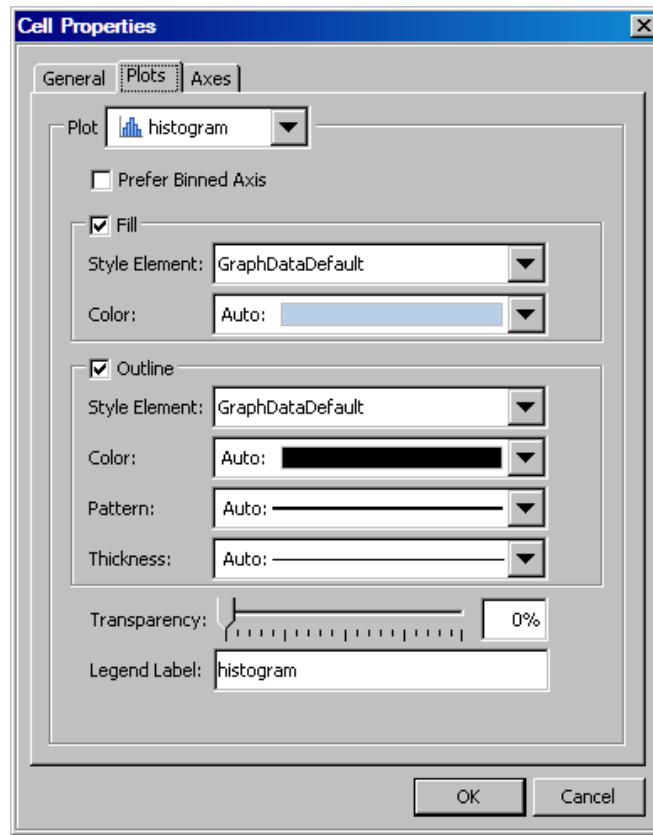 Cell Properties
General Plots Axes
Plot histogram
Prefer Binned Axis
Fill
Style Element: GraphDataDefault
Color: Auto:
Outline
Style Element: GraphDataDefault
Color: Auto:
Pattern: Auto:
Thickness: Auto:
Transparency: 0%
Legend Label: histogram
OK Cancel